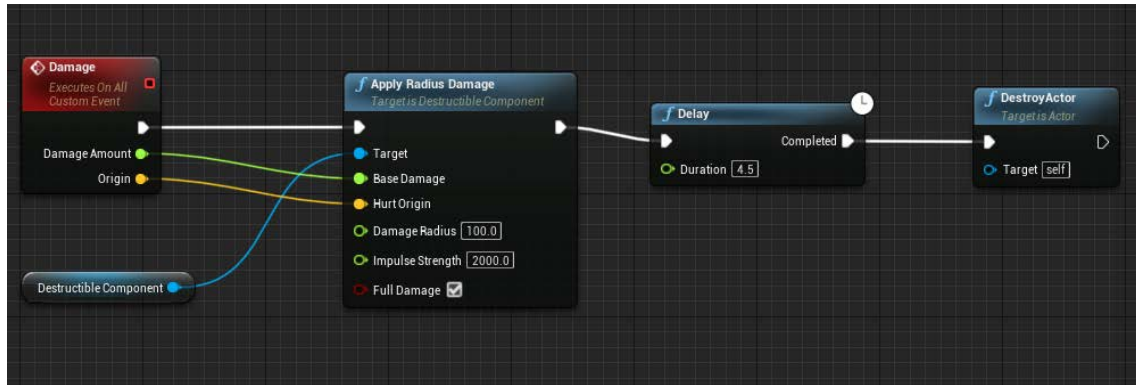 Damage
Executes On All
Custom Event
Damage Amount
Origin
Destructible Component
f Apply Radius Damage
Target is Destructible Component
Target
Base Damage
Hurt Origin
Damage Radius 100.0
Impulse Strength 2000.0
Full Damage
f Delay
Completed
Duration 4.5
f DestroyActor
Target is Actor
Target self